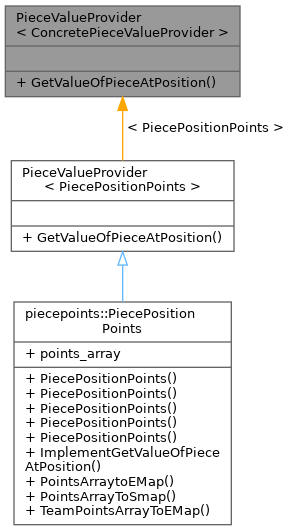 PieceValueProvider
< ConcretePieceValueProvider >
+ GetValueOfPieceAtPosition()
< PiecePositionPoints >
PieceValueProvider
< PiecePositionPoints >
+ GetValueOfPieceAtPosition()
piecepoints::PiecePosition
Points
+ points_array
+ PiecePositionPoints()
+ PiecePositionPoints()
+ PiecePositionPoints()
+ PiecePositionPoints()
+ PiecePositionPoints()
+ ImplementGetValueOfPiece
AtPosition()
+ PointsArraytoEMap()
+ PointsArrayToSmap()
+ TeamPointsArrayToEMap()